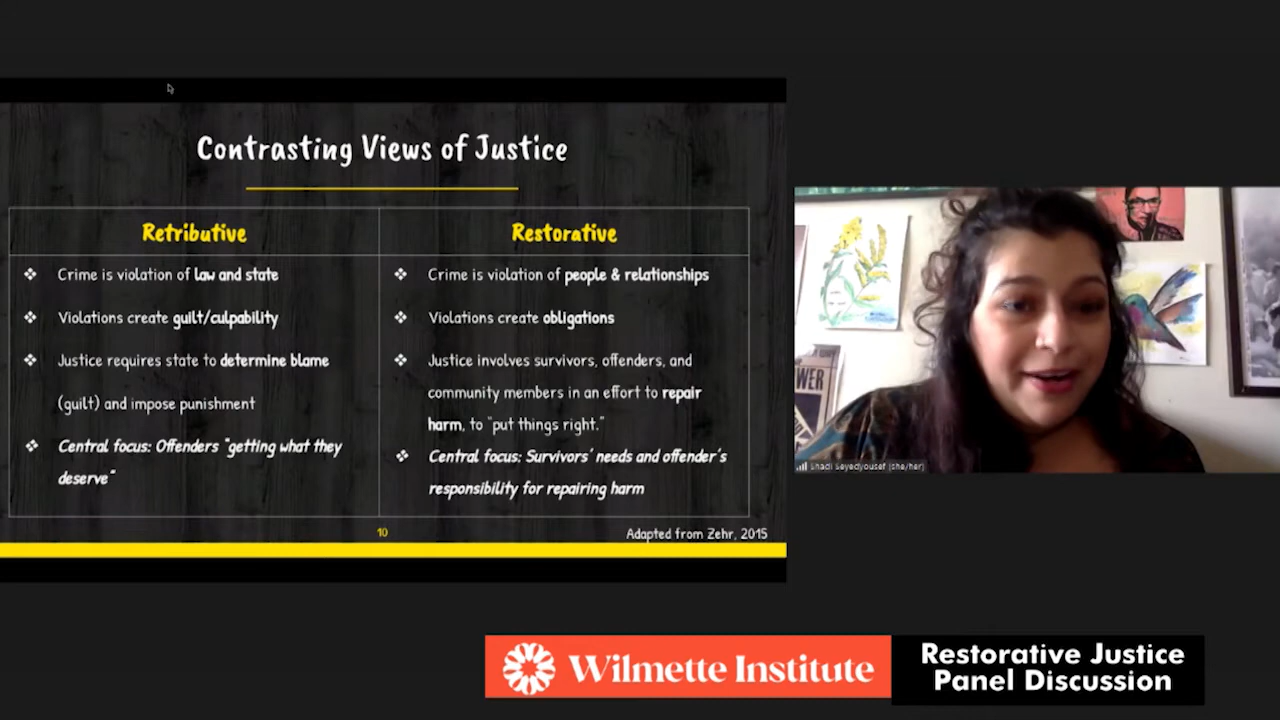 Contrasting Views of Justice
Retributive
❖ Crime is violation of law and state
❖ Violations create guilt/culpability
❖ Justice requires state to determine blame
(guilt) and impose punishment
❖ Central focus: Offenders "getting what they
deserve"
Restorative
❖ Crime is violation of people & relationships
❖ Violations create obligations
❖ Justice involves survivors, offenders, and
community members in an effort to repair
harm, to "put things right."
❖ Central focus: Survivors' needs and offender's
responsibility for repairing harm
10
Adapted from Zehr, 2015
WER
Shadi Seyedyousef (she/her)
Wilmette Institute
Restorative Justice
Panel Discussion